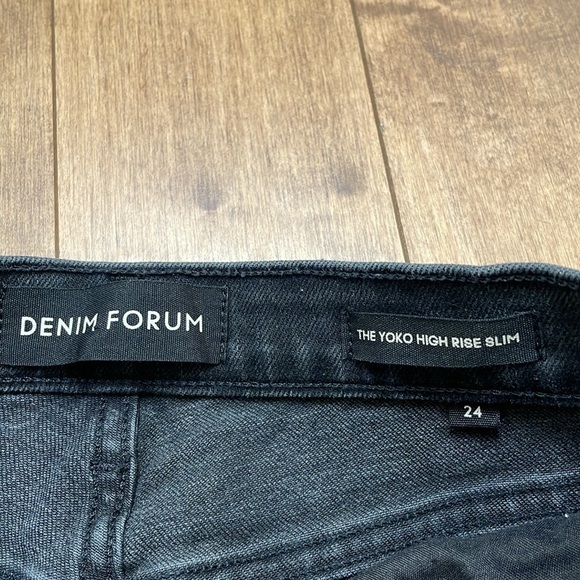 DENIM FORUM
THE YOKO HIGH RISE SLIM
24